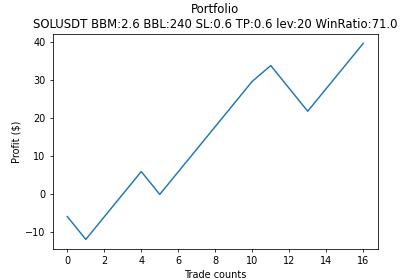 Portfolio
SOLUSDT BBM:2.6 BBL:240 SL:0.6 TP:0.6 lev:20 WinRatio:71.0
40
30
20
10
0
−10
Profit ($)
0 2 4 6 8 10 12 14 16
Trade counts